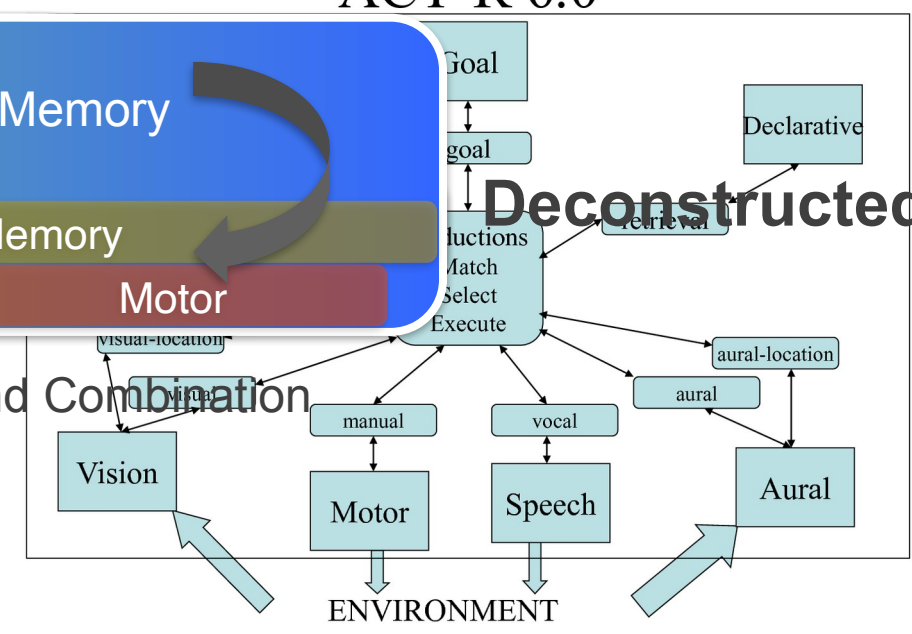 ACT-R 6.0
Goal
Memory
Declarative
goal
Deconstructed
retrieval
Memory
ductions
Match
Select
Execute
Motor
visual-location
aural-location
nd Combination
visual
aural
manual
vocal
Vision
Motor
Speech
Aural
ENVIRONMENT